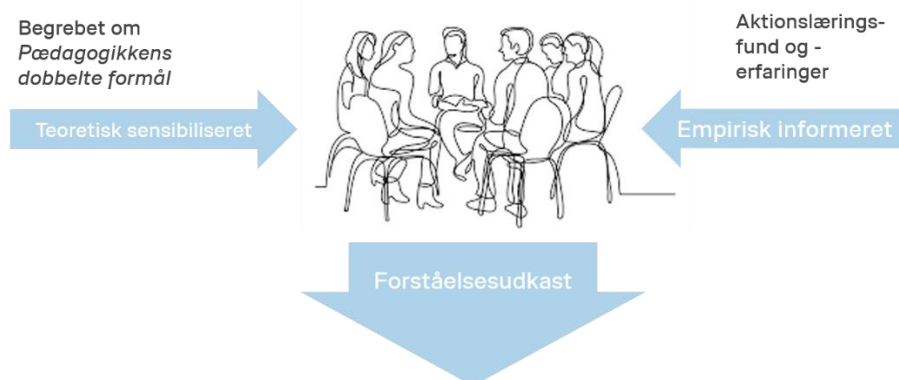 Begrebet om
Pædagogikkens
dobbelte formål
Teoretisk sensibiliseret
Aktionslærings-
fund og -
erfaringer
Empirisk informeret
Forståelsesudkast